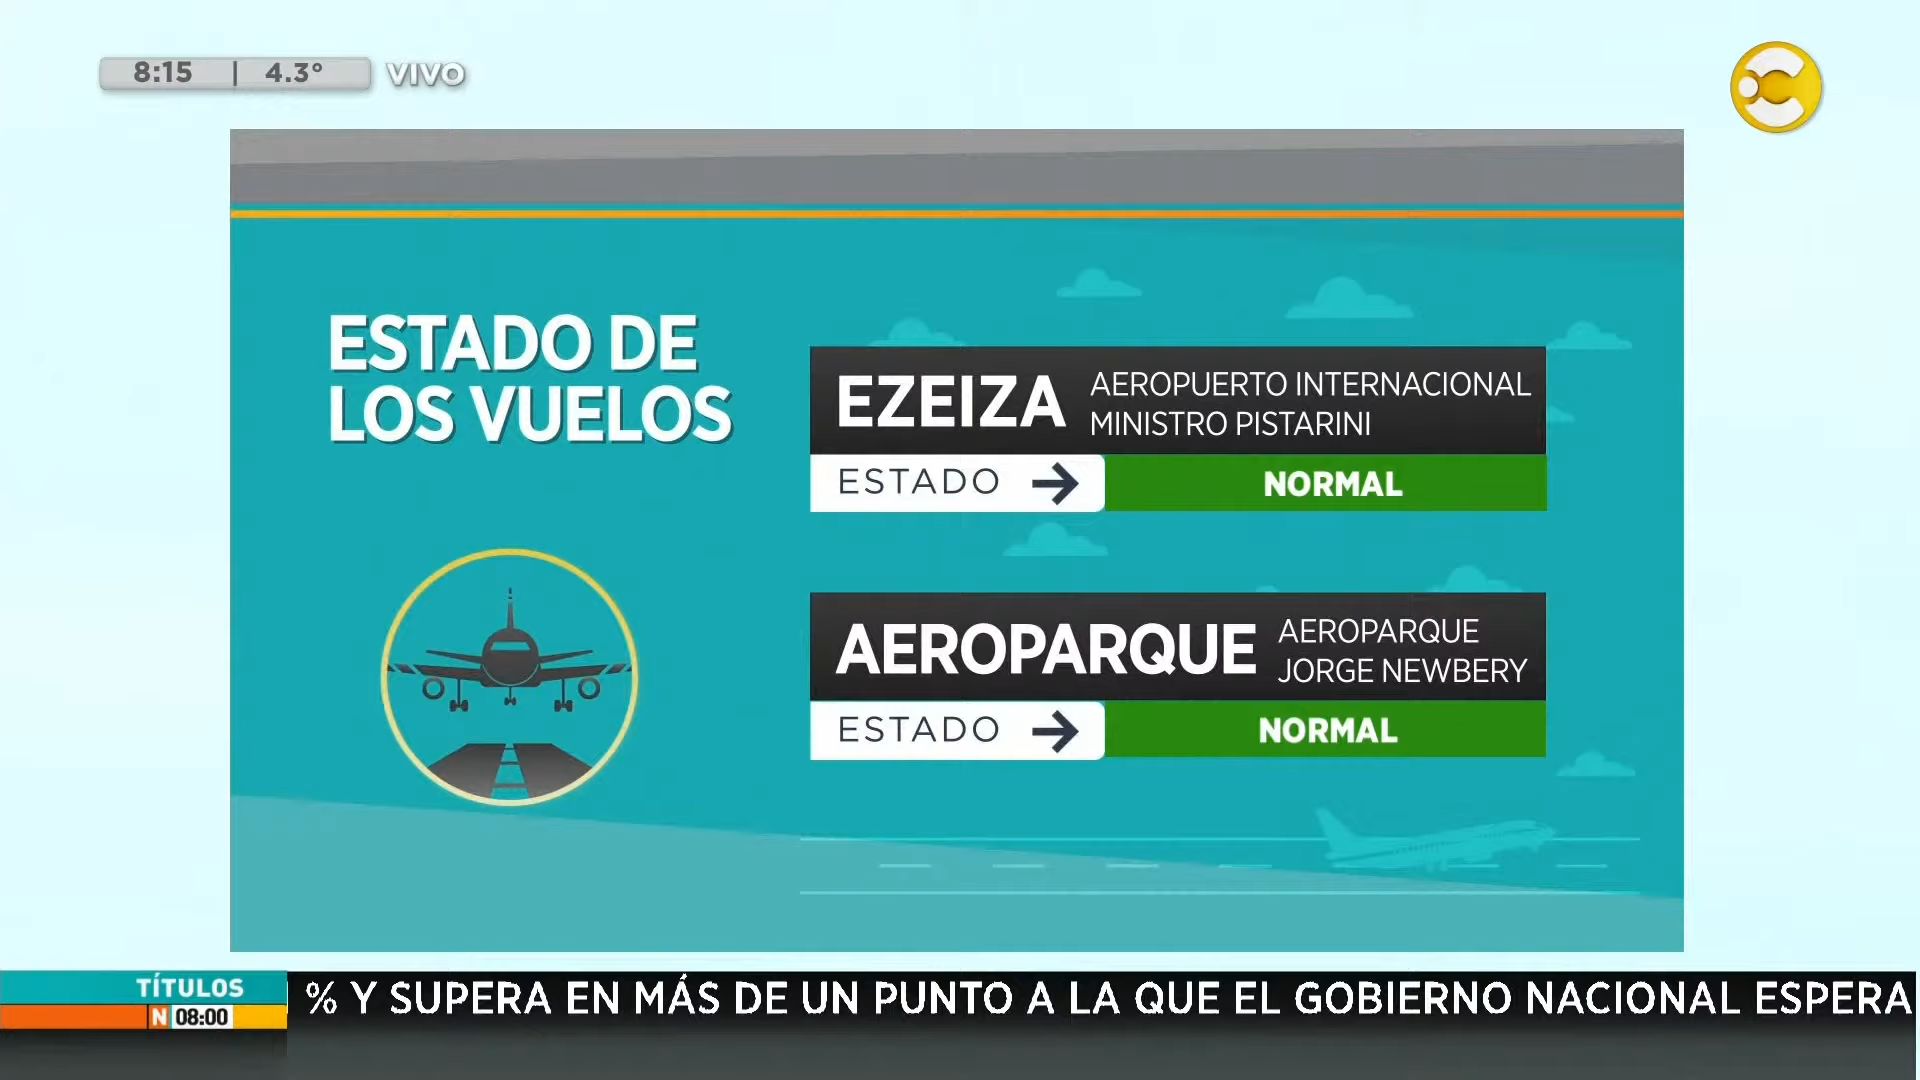 8:15 | 4.3° VIVO
ESTADO DE
LOS VUELOS
EZEIZA
AEROPUERTO INTERNACIONAL
MINISTRO PISTARINI
ESTADO → NORMAL
AEROPARQUE
AEROPARQUE
JORGE NEWBERY
ESTADO → NORMAL
TÍTULOS
N 08:00
% Y SUPERA EN MÁS DE UN PUNTO A LA QUE EL GOBIERNO NACIONAL ESPERA